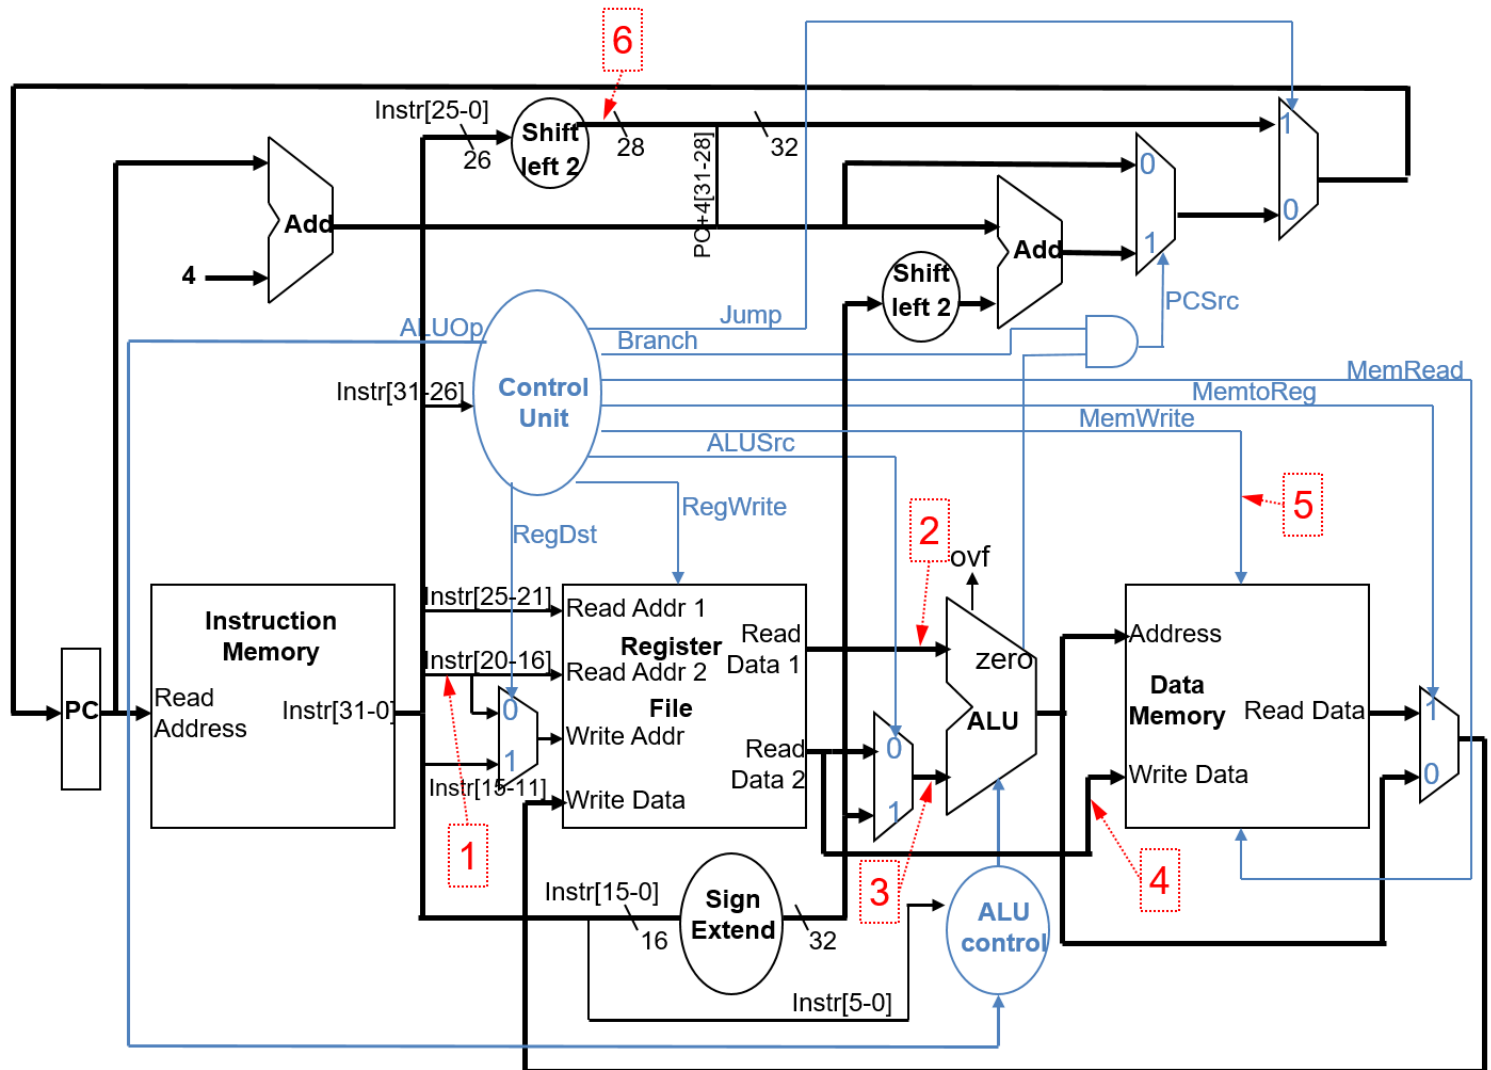 6
Instr[25-0]
26
Shift
left 2
28
32
1
0
PC+4[31-28]
0
1
Add
4
Add
Shift
left 2
PCSrc
ALUOp
Jump
Branch
MemRead
Instr[31-26]
Control
Unit
MemtoReg
MemWrite
ALUSrc
5
RegWrite
RegDst
2
ovf
Instruction
Memory
Instr[25-21]
Read Addr 1
Register
Read
Data 1
Address
Instr[20-16]
Read Addr 2
zero
Data
Memory
PC
Read
Address
Instr[31-0]
0
File
Write Addr
ALU
Read Data
1
1
Read
Data 2
0
Instr[15-11]
Write Data
1
Write Data
0
1
3
4
Instr[15-0]
16
Sign
Extend
32
ALU
control
Instr[5-0]